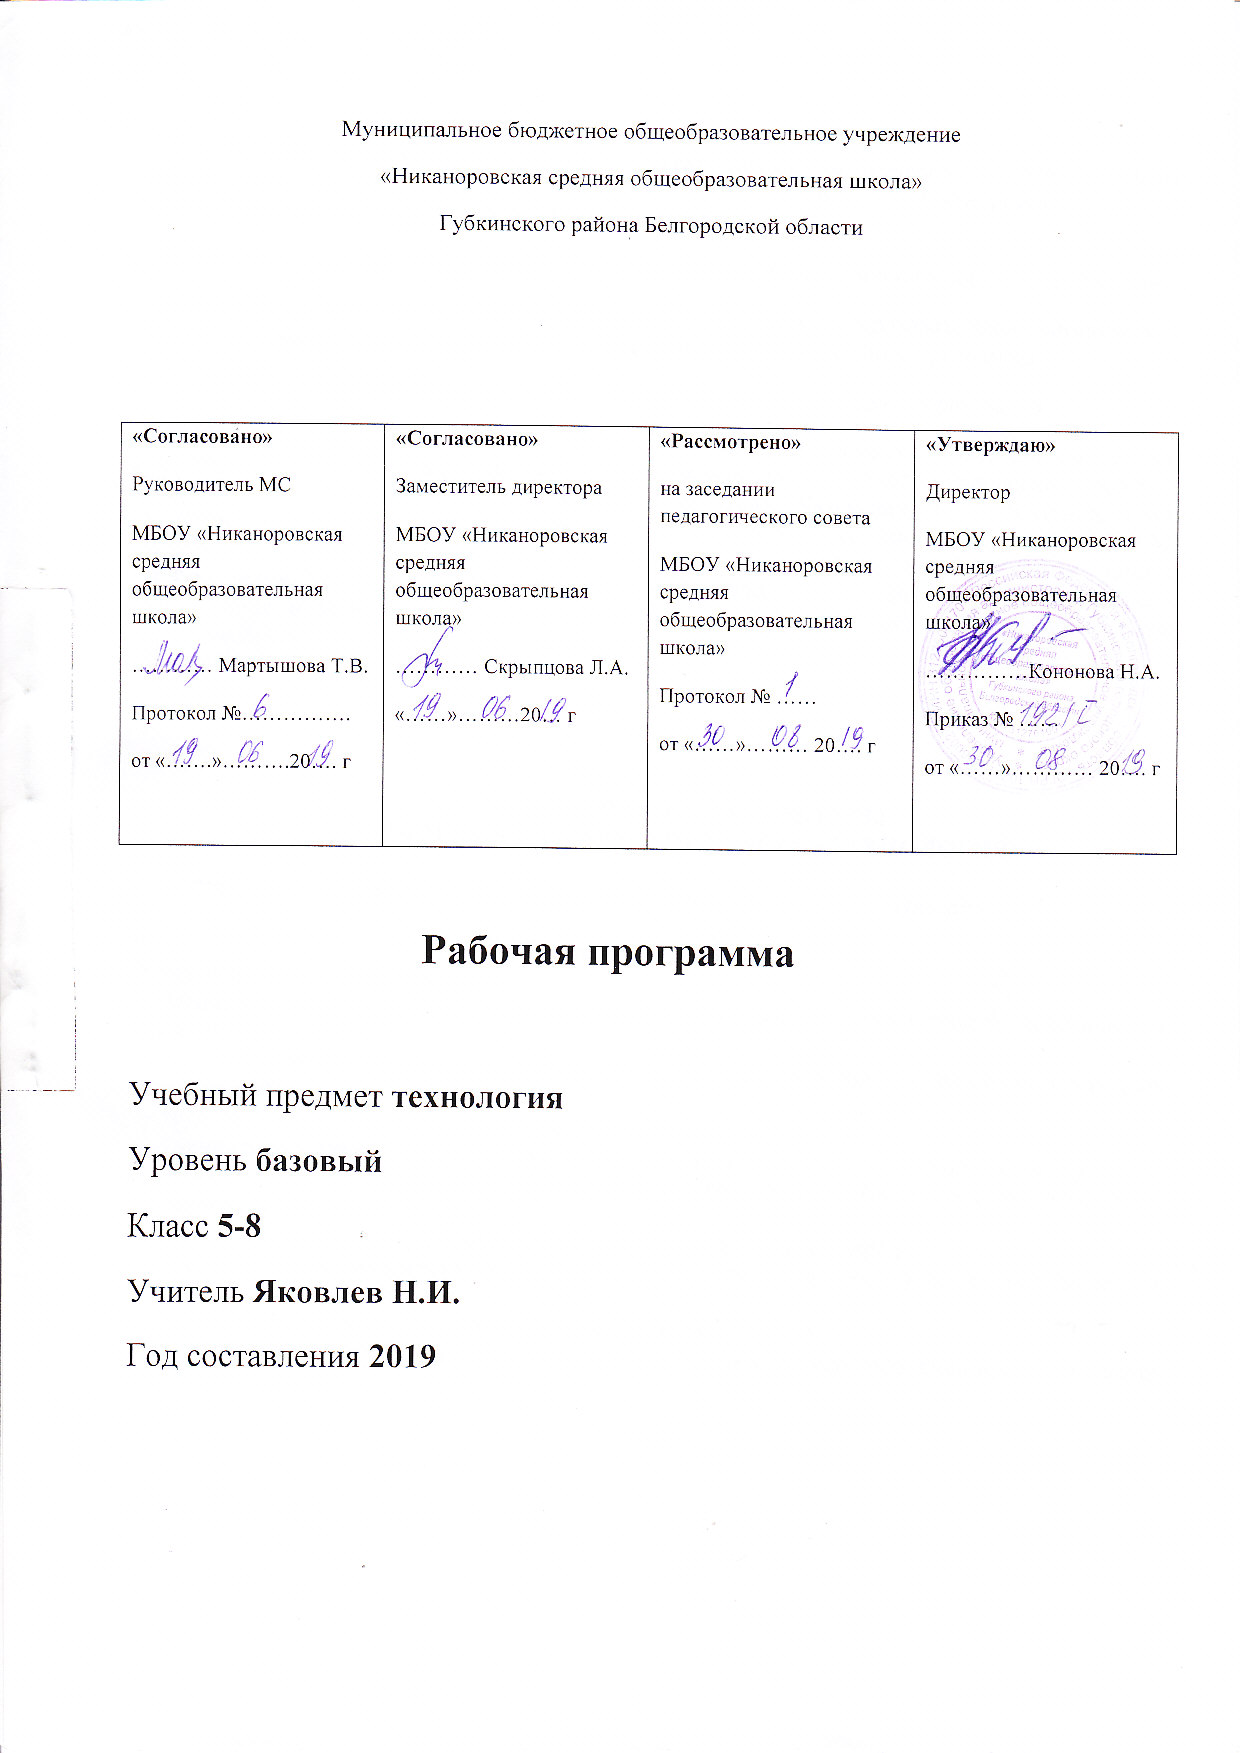 Муниципальное бюджетное общеобразовательное учреждение
«Никаноровская средняя общеобразовательная школа»
Губкинского района Белгородской области
«Согласовано»
Руководитель МС
МБОУ «Никаноровская
средняя
общеобразовательная
школа»
………… Мартышова Т.В.
Протокол № 6
от «19» 06 2019 г
«Согласовано»
Заместитель директора
МБОУ «Никаноровская
средняя
общеобразовательная
школа»
………… Скрыпцова Л.А.
«19» 06 2019 г
«Рассмотрено»
на заседании
педагогического совета
МБОУ «Никаноровская
средняя
общеобразовательная
школа»
Протокол № 1
от «30» 08 2019 г
«Утверждаю»
Директор
МБОУ «Никаноровская
средняя
общеобразовательная
школа»
……………Кононова Н.А.
Приказ № 192/
от «30» 08 2019 г
Рабочая программа
Учебный предмет технология
Уровень базовый
Класс 5-8
Учитель Яковлев Н.И.
Год составления 2019